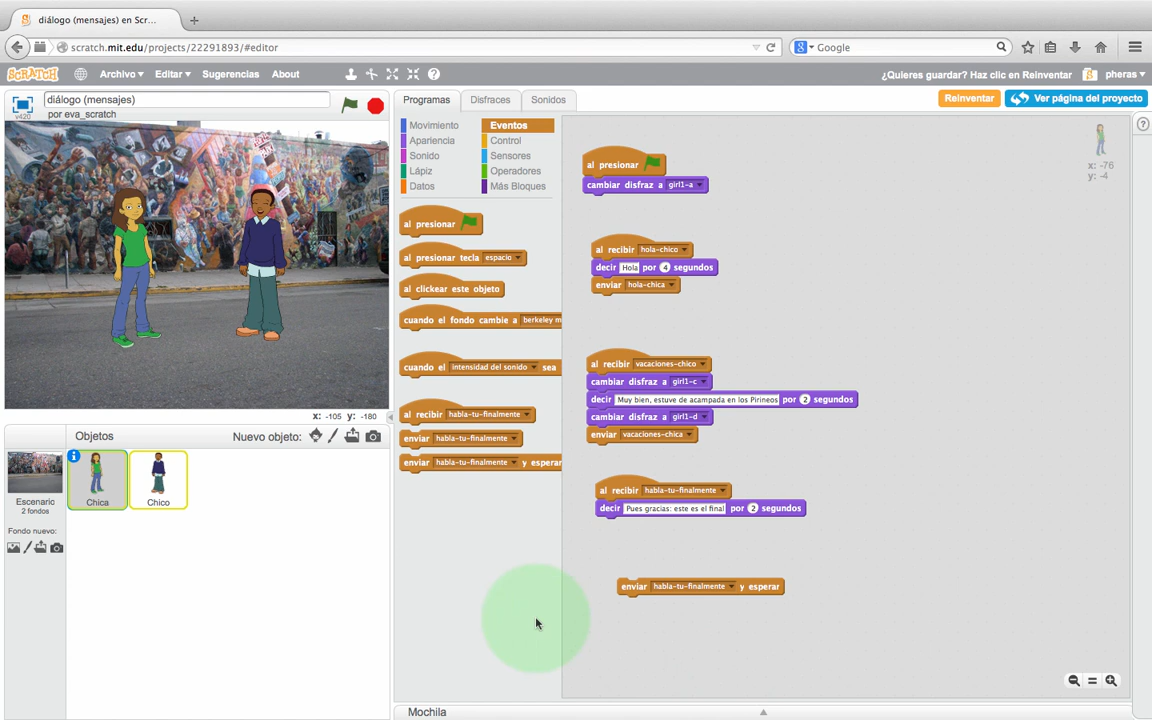 diálogo (mensajes) en Scr...
scratch.mit.edu/projects/22291893/#editor
Google
SCRATCH
Archivo
Editar
Sugerencias
About
¿Quieres guardar? Haz clic en Reinventar
pheras
v420
diálogo (mensajes)
por eva_scratch
Programas
Disfraces
Sonidos
Reinventar
Ver página del proyecto
Movimiento
Apariencia
Sonido
Lápiz
Datos
Eventos
Control
Sensores
Operadores
Más Bloques
al presionar
al presionar tecla espacio
al clickear este objeto
cuando el fondo cambie a berkeley m
cuando el intensidad del sonido sea
al recibir habla-tu-finalmente
enviar habla-tu-finalmente
enviar habla-tu-finalmente y esperar
al presionar
cambiar disfraz a girl1-a
al recibir hola-chico
decir Hola por 4 segundos
enviar hola-chica
al recibir vacaciones-chico
cambiar disfraz a girl1-c
decir Muy bien, estuve de acampada en los Pirineos por 2 segundos
cambiar disfraz a girl1-d
enviar vacaciones-chica
al recibir habla-tu-finalmente
decir Pues gracias: este es el final por 2 segundos
enviar habla-tu-finalmente y esperar
x: -76
y: -4
x: -105 y: -180
Objetos
Nuevo objeto:
Escenario
2 fondos
Fondo nuevo:
Chica
Chico
Mochila